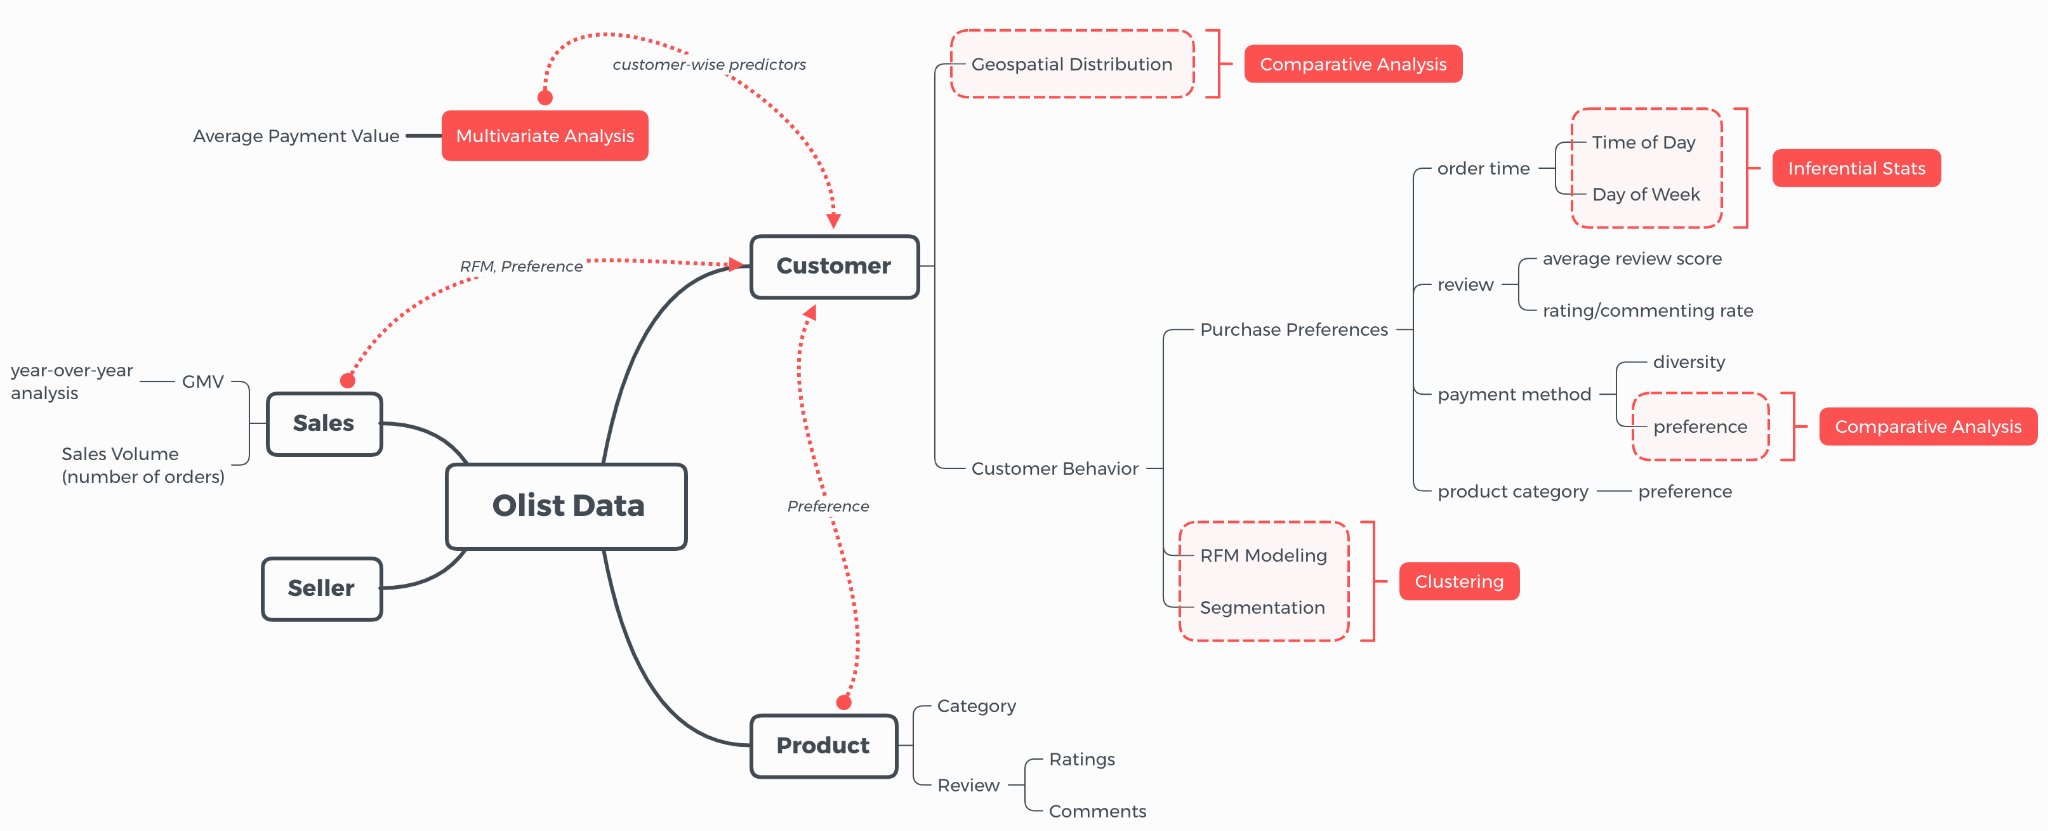 customer-wise predictors
Average Payment Value
Multivariate Analysis
Geospatial Distribution
Comparative Analysis
order time
Time of Day
Day of Week
Inferential Stats
RFM, Preference
Customer
review
average review score
rating/commenting rate
Purchase Preferences
year-over-year
analysis
GMV
Sales
Sales Volume
(number of orders)
payment method
diversity
preference
Comparative Analysis
Customer Behavior
product category
preference
Olist Data
Preference
RFM Modeling
Segmentation
Clustering
Seller
Product
Category
Review
Ratings
Comments